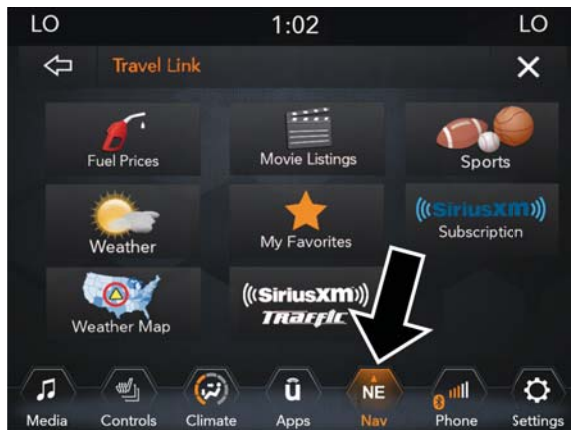 LO 1:02 LO
Travel Link
Fuel Prices Movie Listings Sports
((SiriusXM))
Weather My Favorites Subscription
((SiriusXM))
Weather Map Traffic
NE
Media Controls Climate Apps Nav Phone Settings